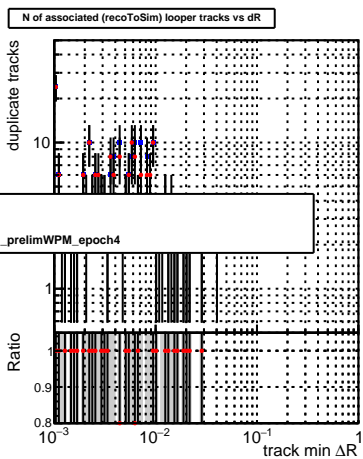 N of associated (recoToSim) looper tracks vs dR
duplicate tracks
10
_prelimWPM_epoch4
1
Ratio
1
0.9
0.8
10−3 10−2 10−1 1
track min ΔR